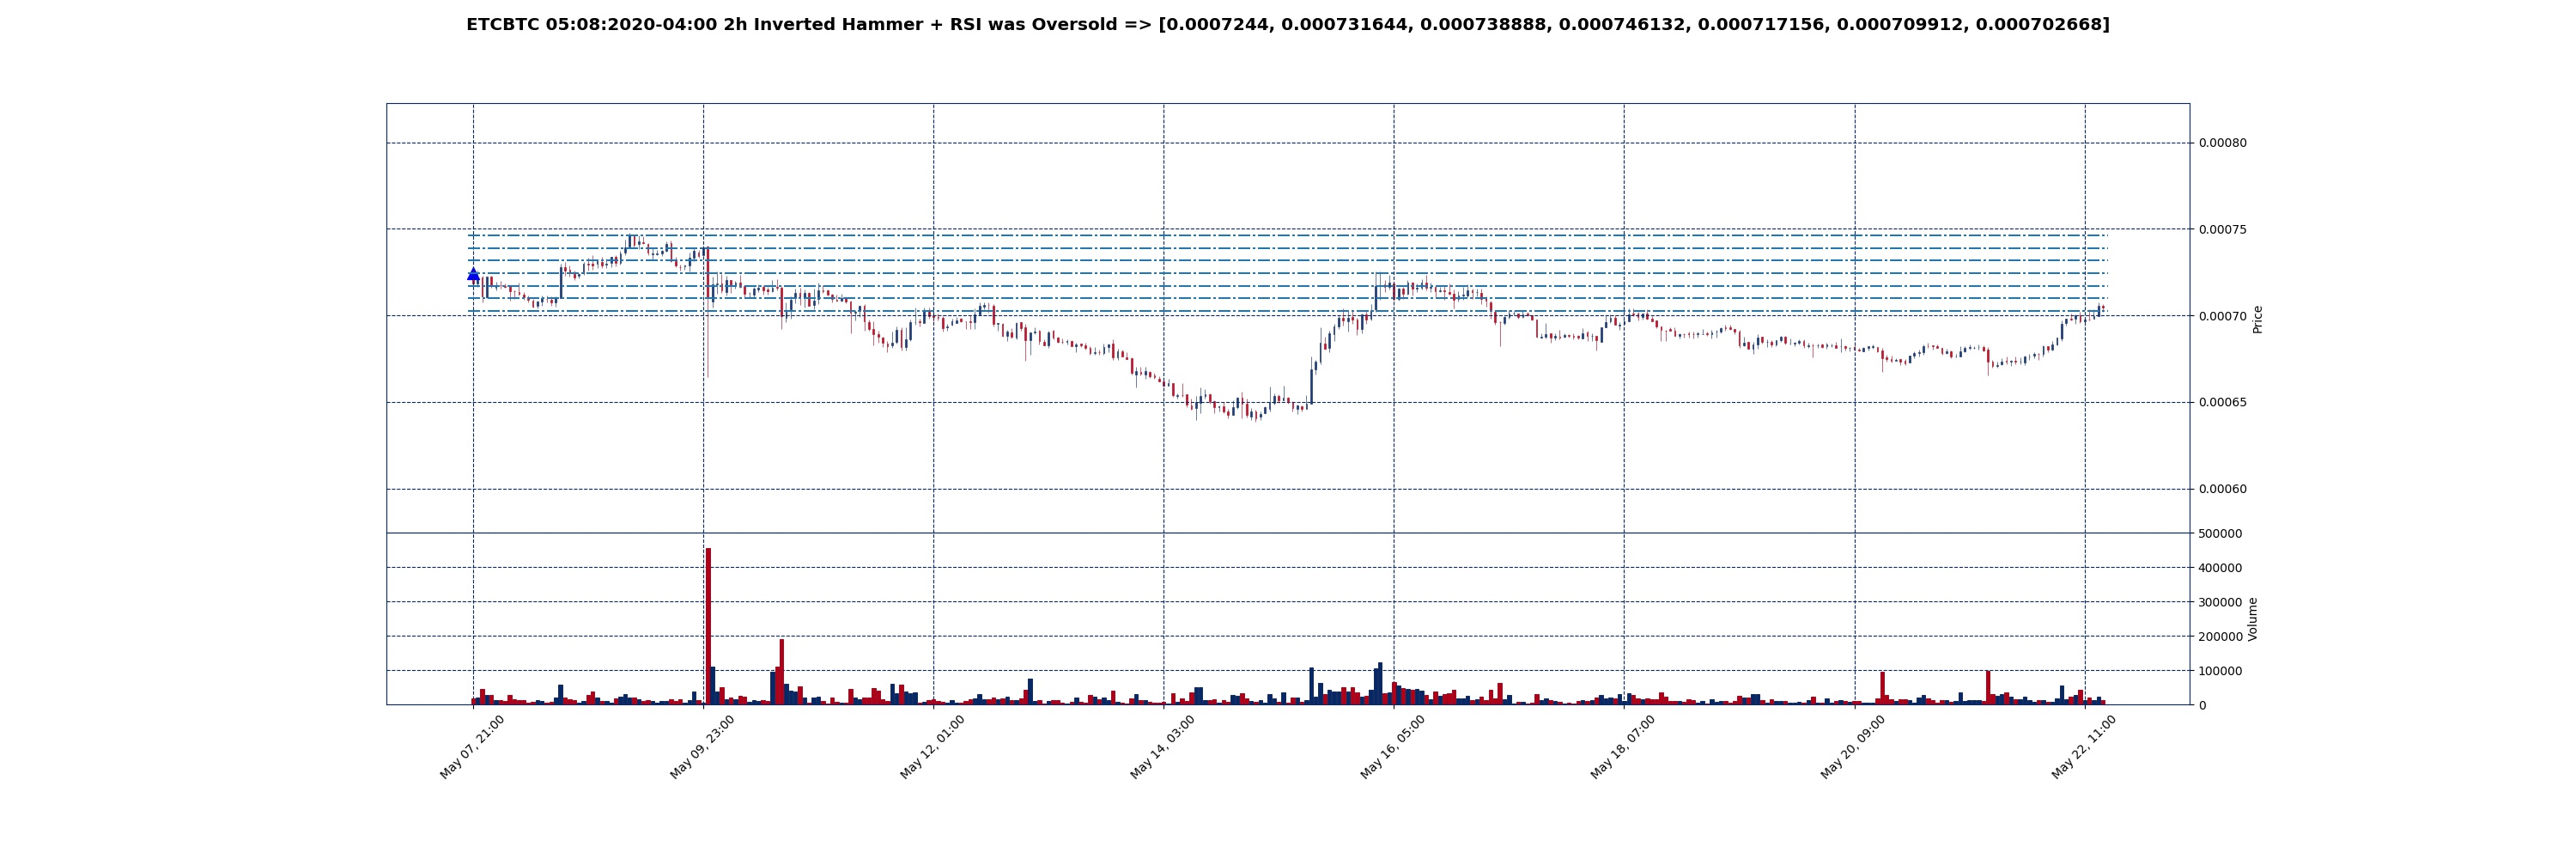 ETCBTC 05:08:2020-04:00 2h Inverted Hammer + RSI was Oversold => [0.0007244, 0.000731644, 0.000738888, 0.000746132, 0.000717156, 0.000709912, 0.000702668]
0.00080
0.00075
0.00070
0.00065
0.00060
Price
500000
400000
300000
200000
100000
0
Volume
May 07, 21:00
May 09, 23:00
May 12, 01:00
May 14, 03:00
May 16, 05:00
May 18, 07:00
May 20, 09:00
May 22, 11:00